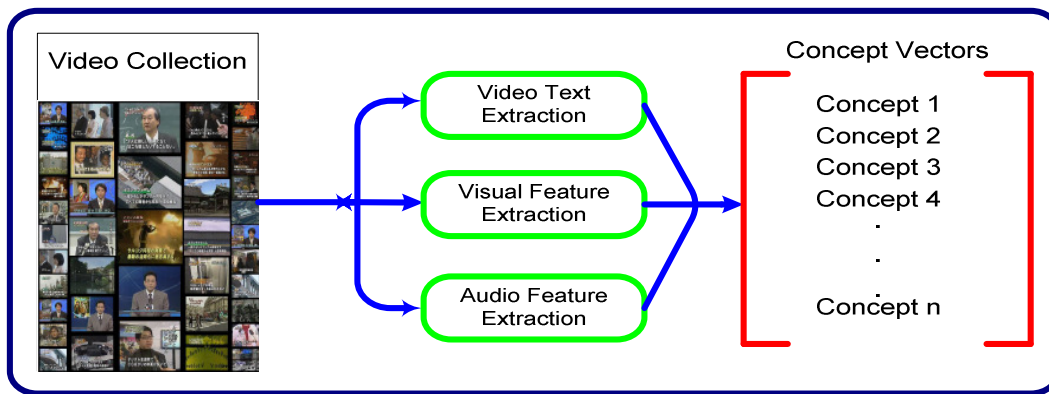 Video Collection
Video Text
Extraction
Visual Feature
Extraction
Audio Feature
Extraction
Concept Vectors
Concept 1
Concept 2
Concept 3
Concept 4
.
.
.
Concept n